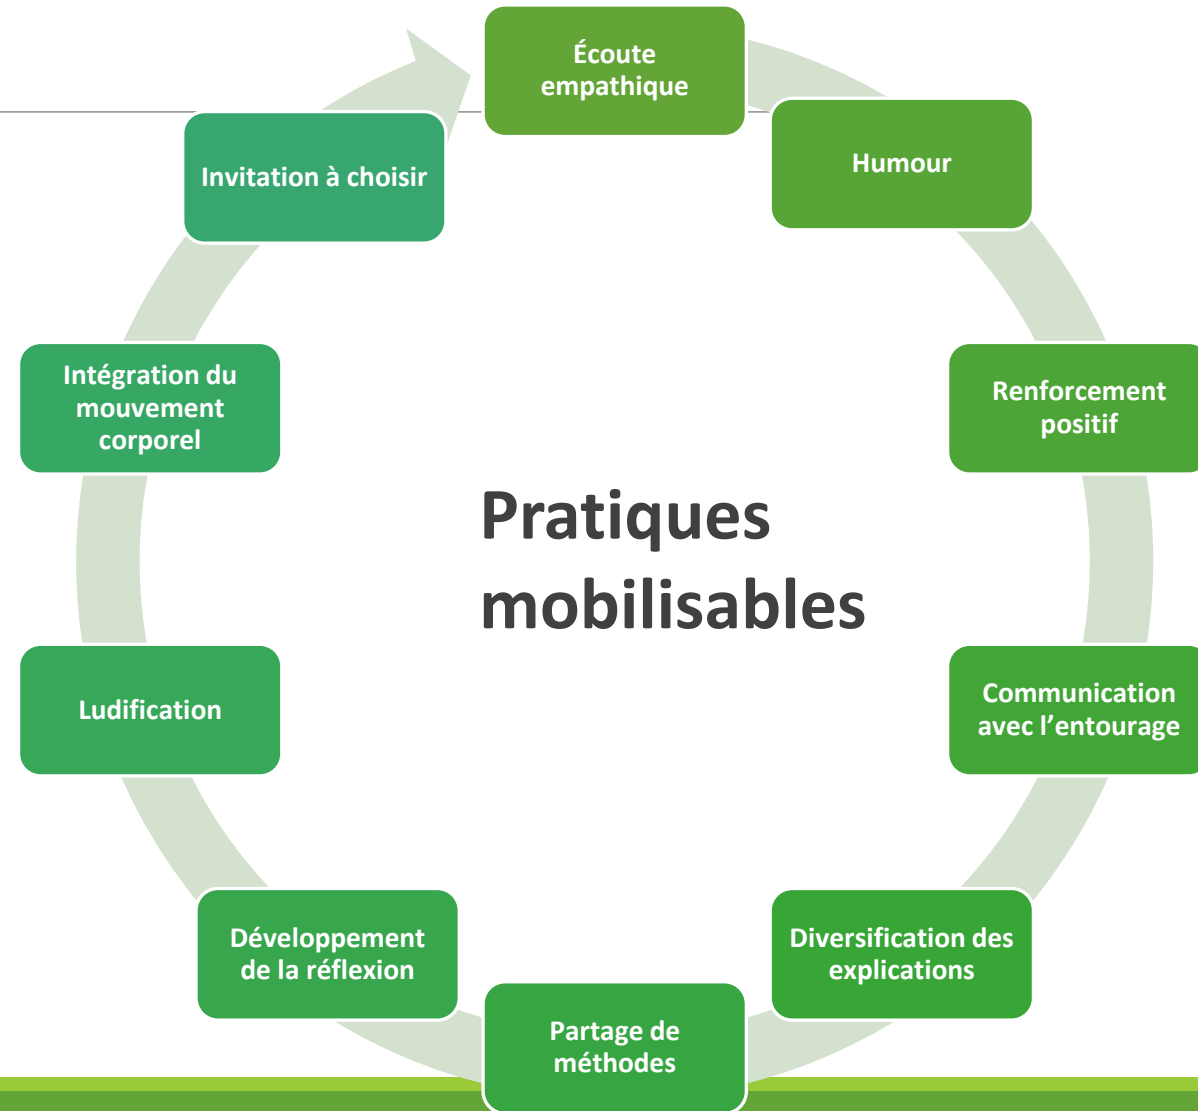 Écoute
empathique
Humour
Renforcement
positif
Communication
avec l’entourage
Diversification des
explications
Partage de
méthodes
Développement
de la réflexion
Ludification
Intégration du
mouvement
corporel
Invitation à choisir
Pratiques
mobilisables